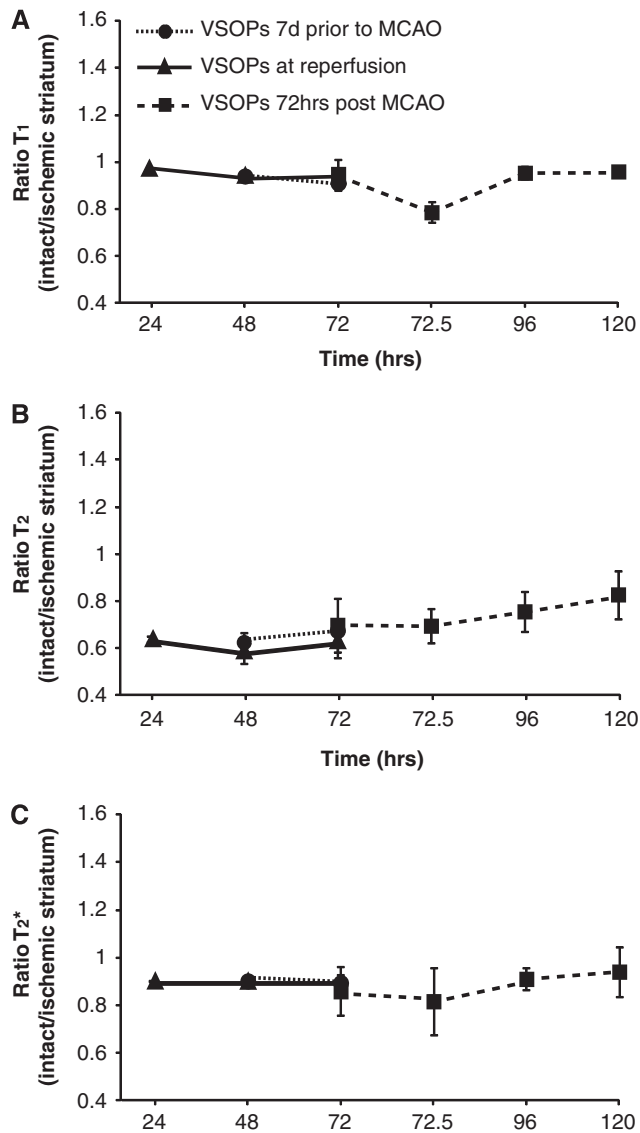 A
VSOPs 7d prior to MCAO
VSOPs at reperfusion
VSOPs 72hrs post MCAO
Ratio T1
(intact/ischemic striatum)
1.6
1.4
1.2
1
0.8
0.6
0.4
24 48 72 72.5 96 120
Time (hrs)
B
Ratio T2
(intact/ischemic striatum)
1.6
1.4
1.2
1
0.8
0.6
0.4
24 48 72 72.5 96 120
Time (hrs)
C
Ratio T2*
(intact/ischemic striatum)
1.6
1.4
1.2
1
0.8
0.6
0.4
24 48 72 72.5 96 120